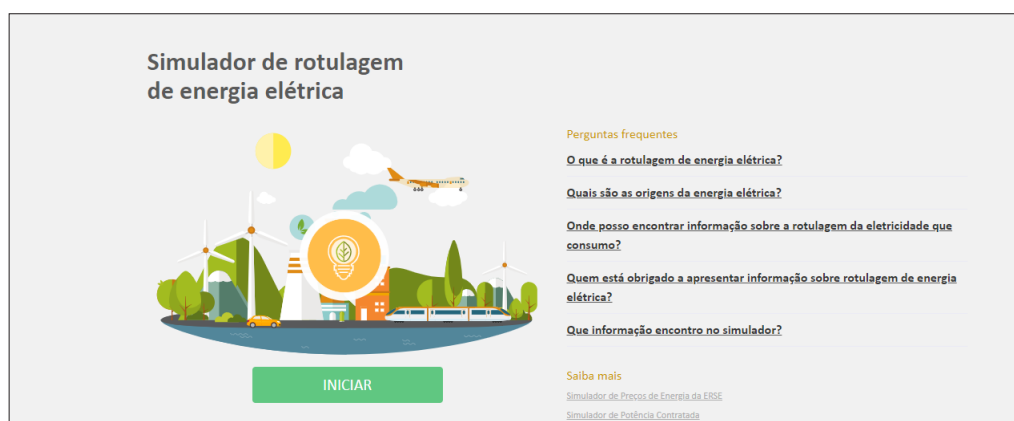 Simulador de rotulagem
de energia elétrica
INICIAR
Perguntas frequentes
O que é a rotulagem de energia elétrica?
Quais são as origens da energia elétrica?
Onde posso encontrar informação sobre a rotulagem da eletricidade que
consumo?
Quem está obrigado a apresentar informação sobre rotulagem de energia
elétrica?
Que informação encontro no simulador?
Saiba mais
Simulador de Preços de Energia da ERSE
Simulador de Potência Contratada